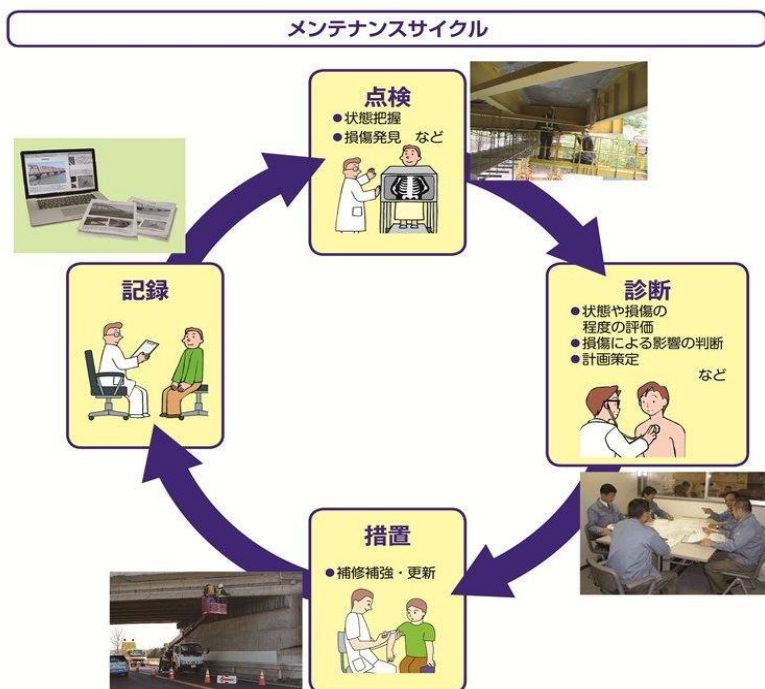 メンテナンスサイクル
点検
●状態把握
●損傷発見　など
診断
●状態や損傷の
程度の評価
●損傷による影響の判断
●計画策定
など
措置
●補修補強・更新
記録